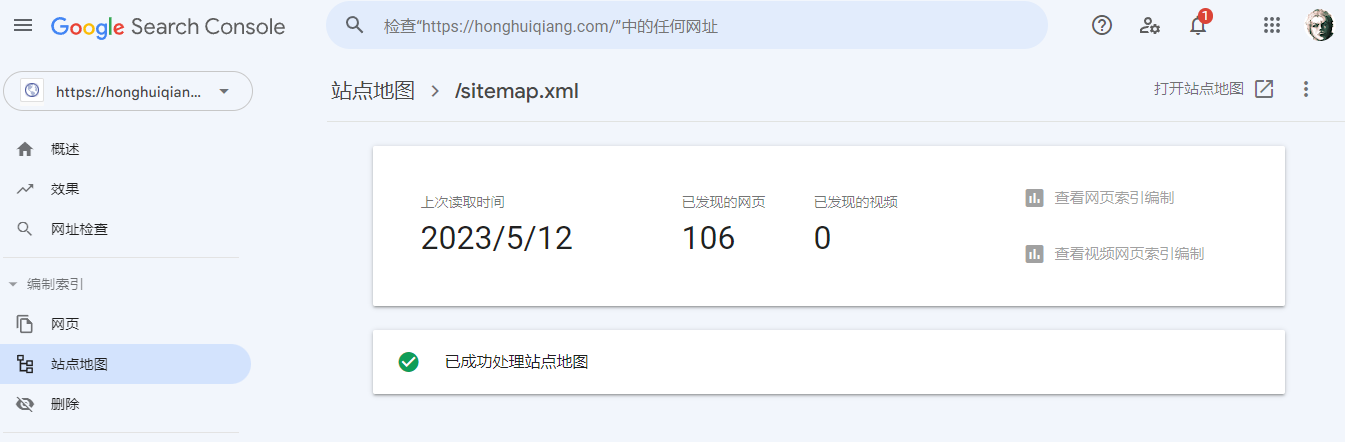 Google Search Console
检查“https://honghuiqiang.com/”中的任何网址
1
https://honghuiqian...
站点地图 > /sitemap.xml
打开站点地图
概述
效果
网址检查
编制索引
网页
站点地图
删除
上次读取时间
2023/5/12
已发现的网页
106
已发现的视频
0
查看网页索引编制
查看视频网页索引编制
已成功处理站点地图